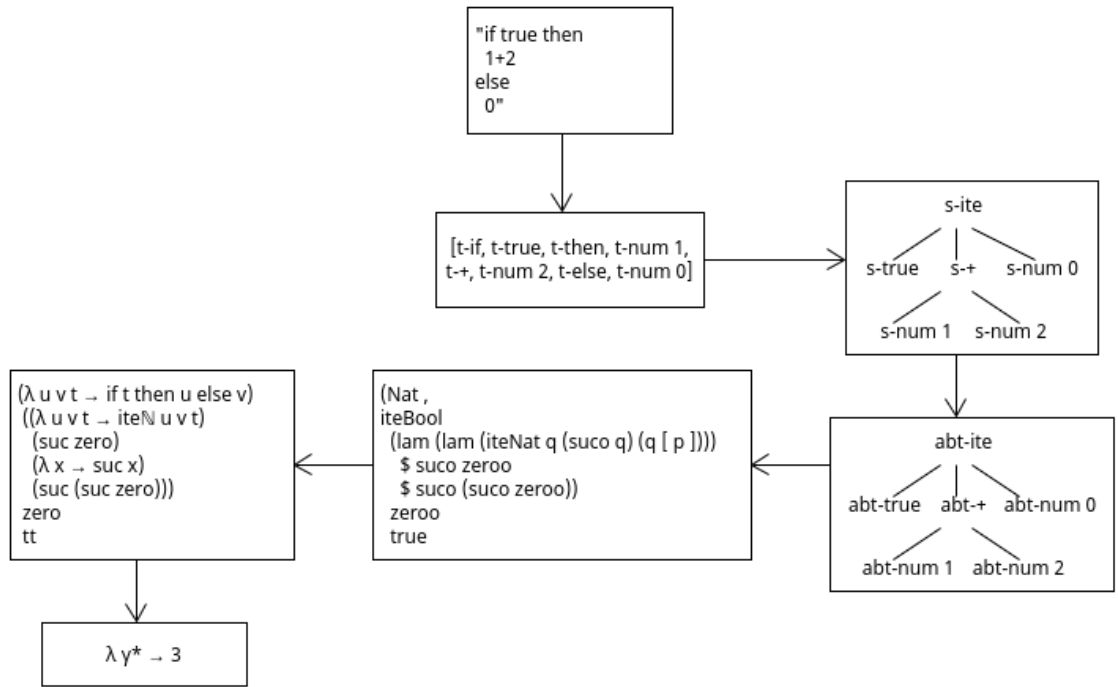 "if true then
1+2
else
0"
[t-if, t-true, t-then, t-num 1,
t-+, t-num 2, t-else, t-num 0]
s-ite
s-true s-+ s-num 0
s-num 1 s-num 2
abt-ite
abt-true abt-+ abt-num 0
abt-num 1 abt-num 2
(Nat ,
iteBool
(lam (lam (iteNat q (suco q) (q [ p ])))
$ suco zeroo
$ suco (suco zeroo))
zeroo
true
(λ u v t → if t then u else v)
((λ u v t → iteℕ u v t)
(suc zero)
(λ x → suc x)
(suc (suc zero)))
zero
tt
λ γ* → 3